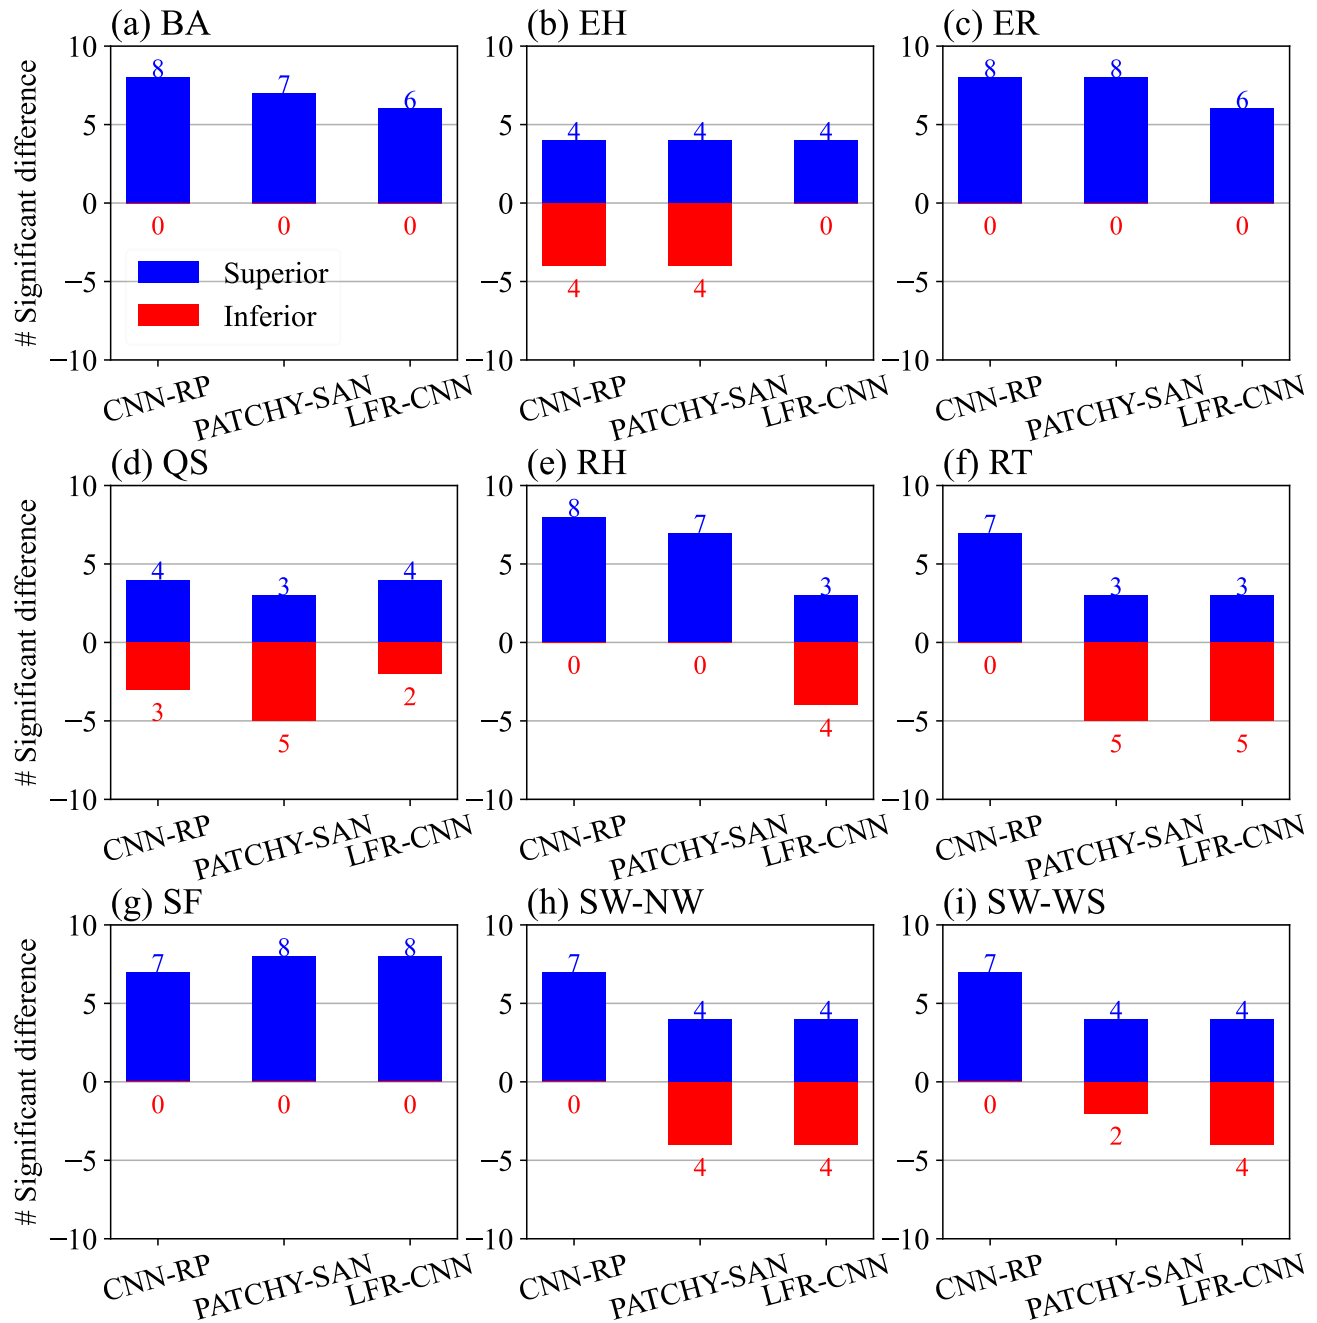 (a) BA
(b) EH
(c) ER
# Significant difference
10
5
0
−5
−10
8
7
6
0
0
0
Superior
Inferior
CNN-RP
PATCHY-SAN
LFR-CNN
10
5
0
−5
−10
4
4
4
4
4
0
CNN-RP
PATCHY-SAN
LFR-CNN
10
5
0
−5
−10
8
8
6
0
0
0
CNN-RP
PATCHY-SAN
LFR-CNN
(d) QS
(e) RH
(f) RT
# Significant difference
10
5
0
−5
−10
4
3
4
3
5
2
CNN-RP
PATCHY-SAN
LFR-CNN
10
5
0
−5
−10
8
7
3
0
0
4
CNN-RP
PATCHY-SAN
LFR-CNN
10
5
0
−5
−10
7
3
3
0
5
5
CNN-RP
PATCHY-SAN
LFR-CNN
(g) SF
(h) SW-NW
(i) SW-WS
# Significant difference
10
5
0
−5
−10
7
8
8
0
0
0
CNN-RP
PATCHY-SAN
LFR-CNN
10
5
0
−5
−10
7
4
4
0
4
4
CNN-RP
PATCHY-SAN
LFR-CNN
10
5
0
−5
−10
7
4
4
0
2
4
CNN-RP
PATCHY-SAN
LFR-CNN